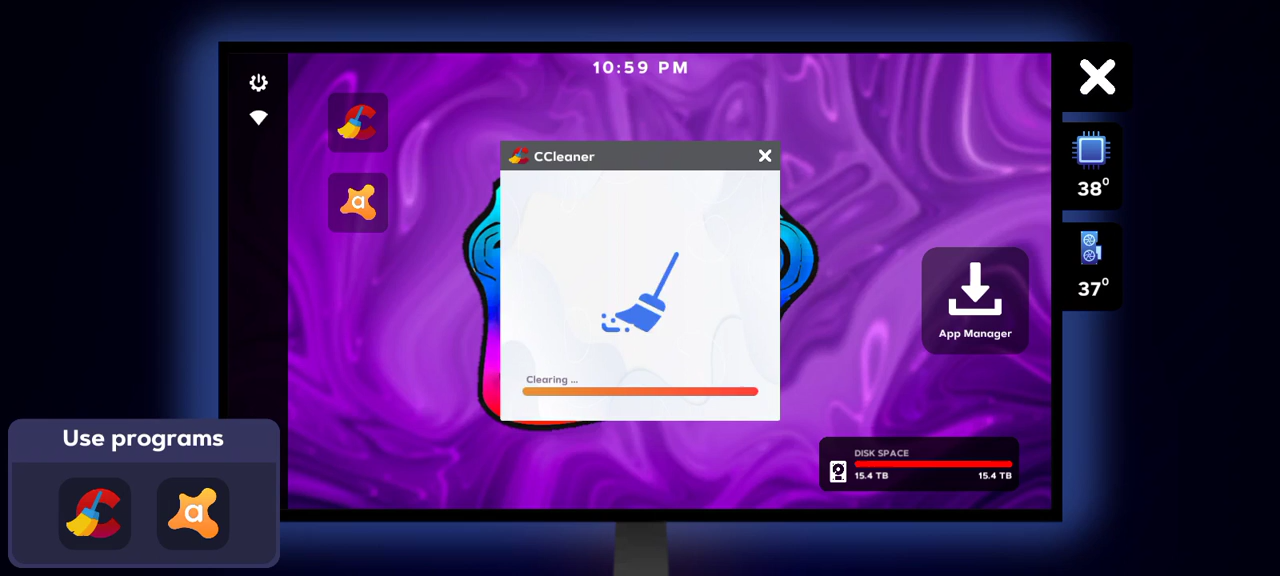 10:59 PM
CCleaner
38°
37°
App Manager
Clearing ...
Use programs
a
a
DISK SPACE
15.4 TB 15.4 TB